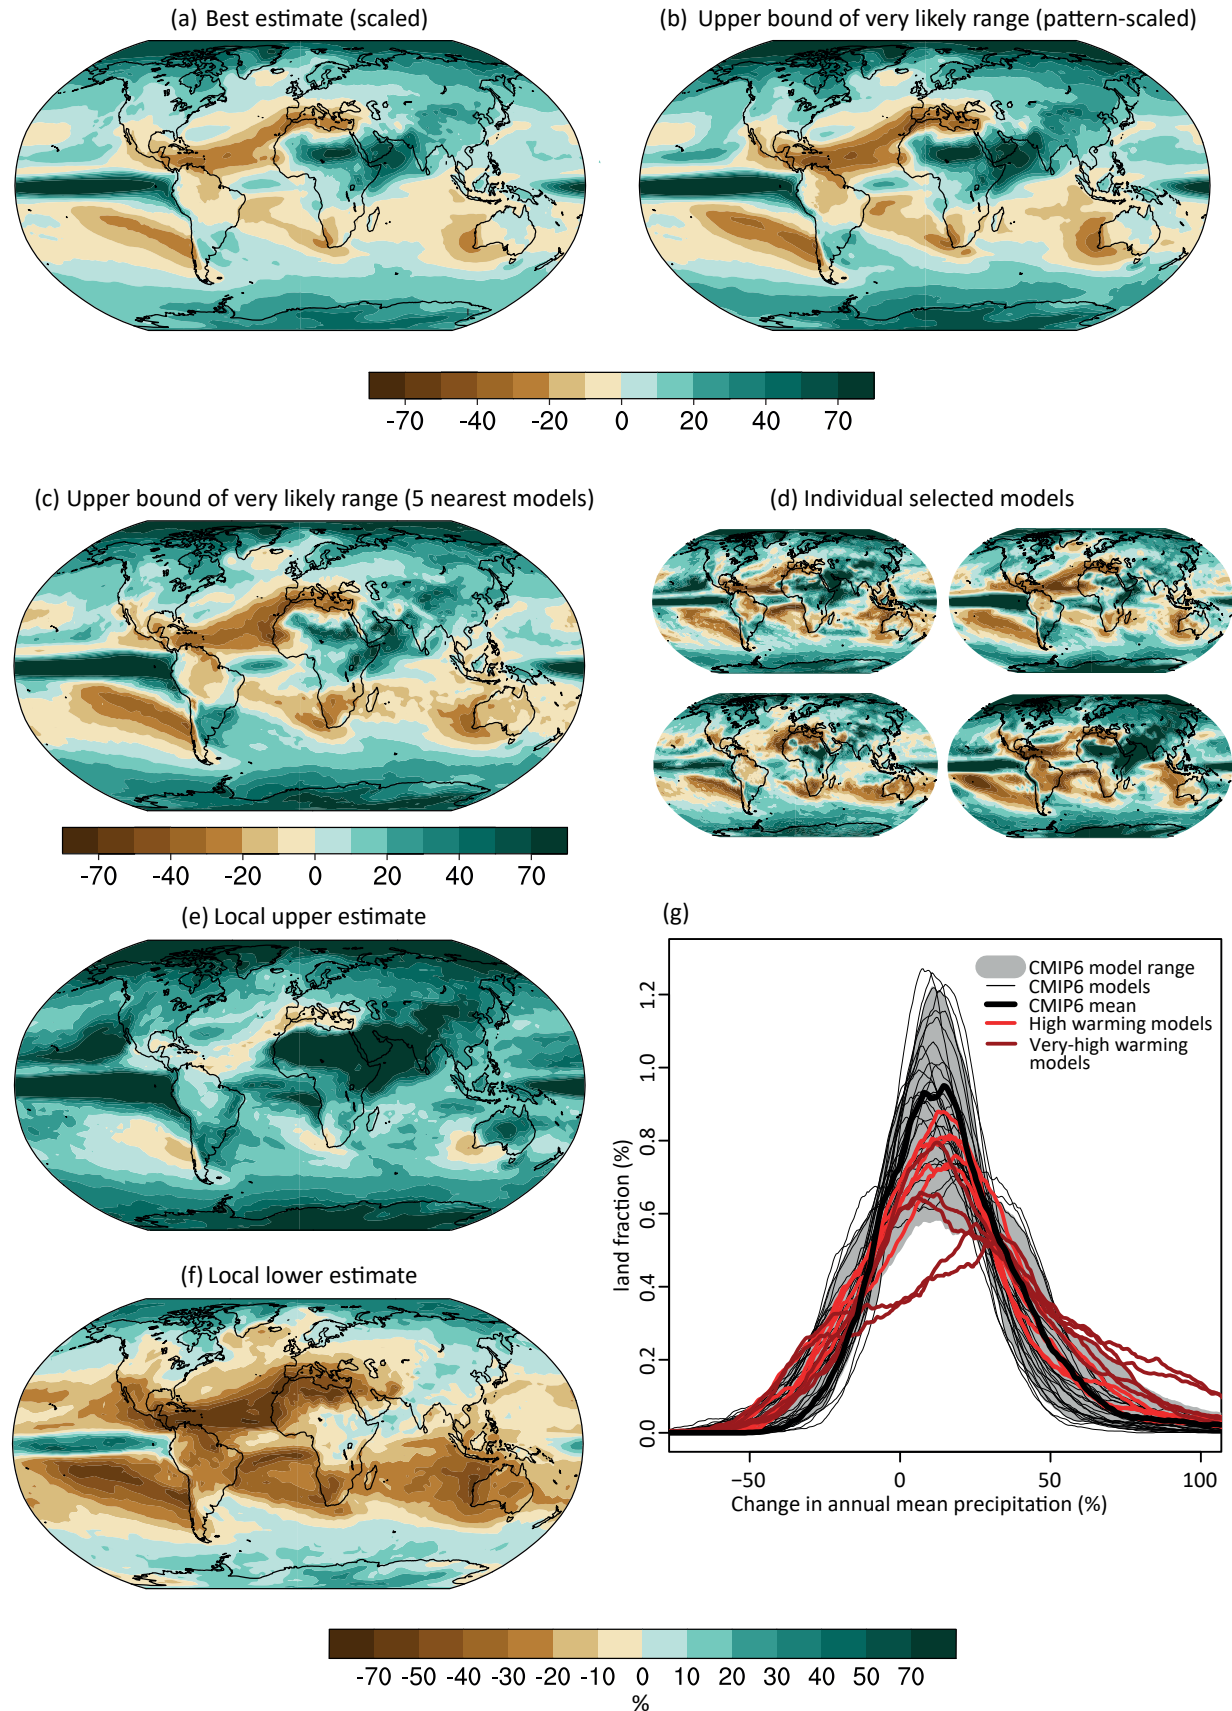 (a) Best estimate (scaled)
(b) Upper bound of very likely range (pattern-scaled)
-70 -40 -20 0 20 40 70
(c) Upper bound of very likely range (5 nearest models)
(d) Individual selected models
-70 -40 -20 0 20 40 70
(e) Local upper estimate
(g)
CMIP6 model range
CMIP6 models
CMIP6 mean
High warming models
Very-high warming
models
land fraction (%)
1.2
1.0
0.8
0.6
0.4
0.2
0.0
−50 0 50 100
Change in annual mean precipitation (%)
(f) Local lower estimate
-70 -50 -40 -30 -20 -10 0 10 20 30 40 50 70
%